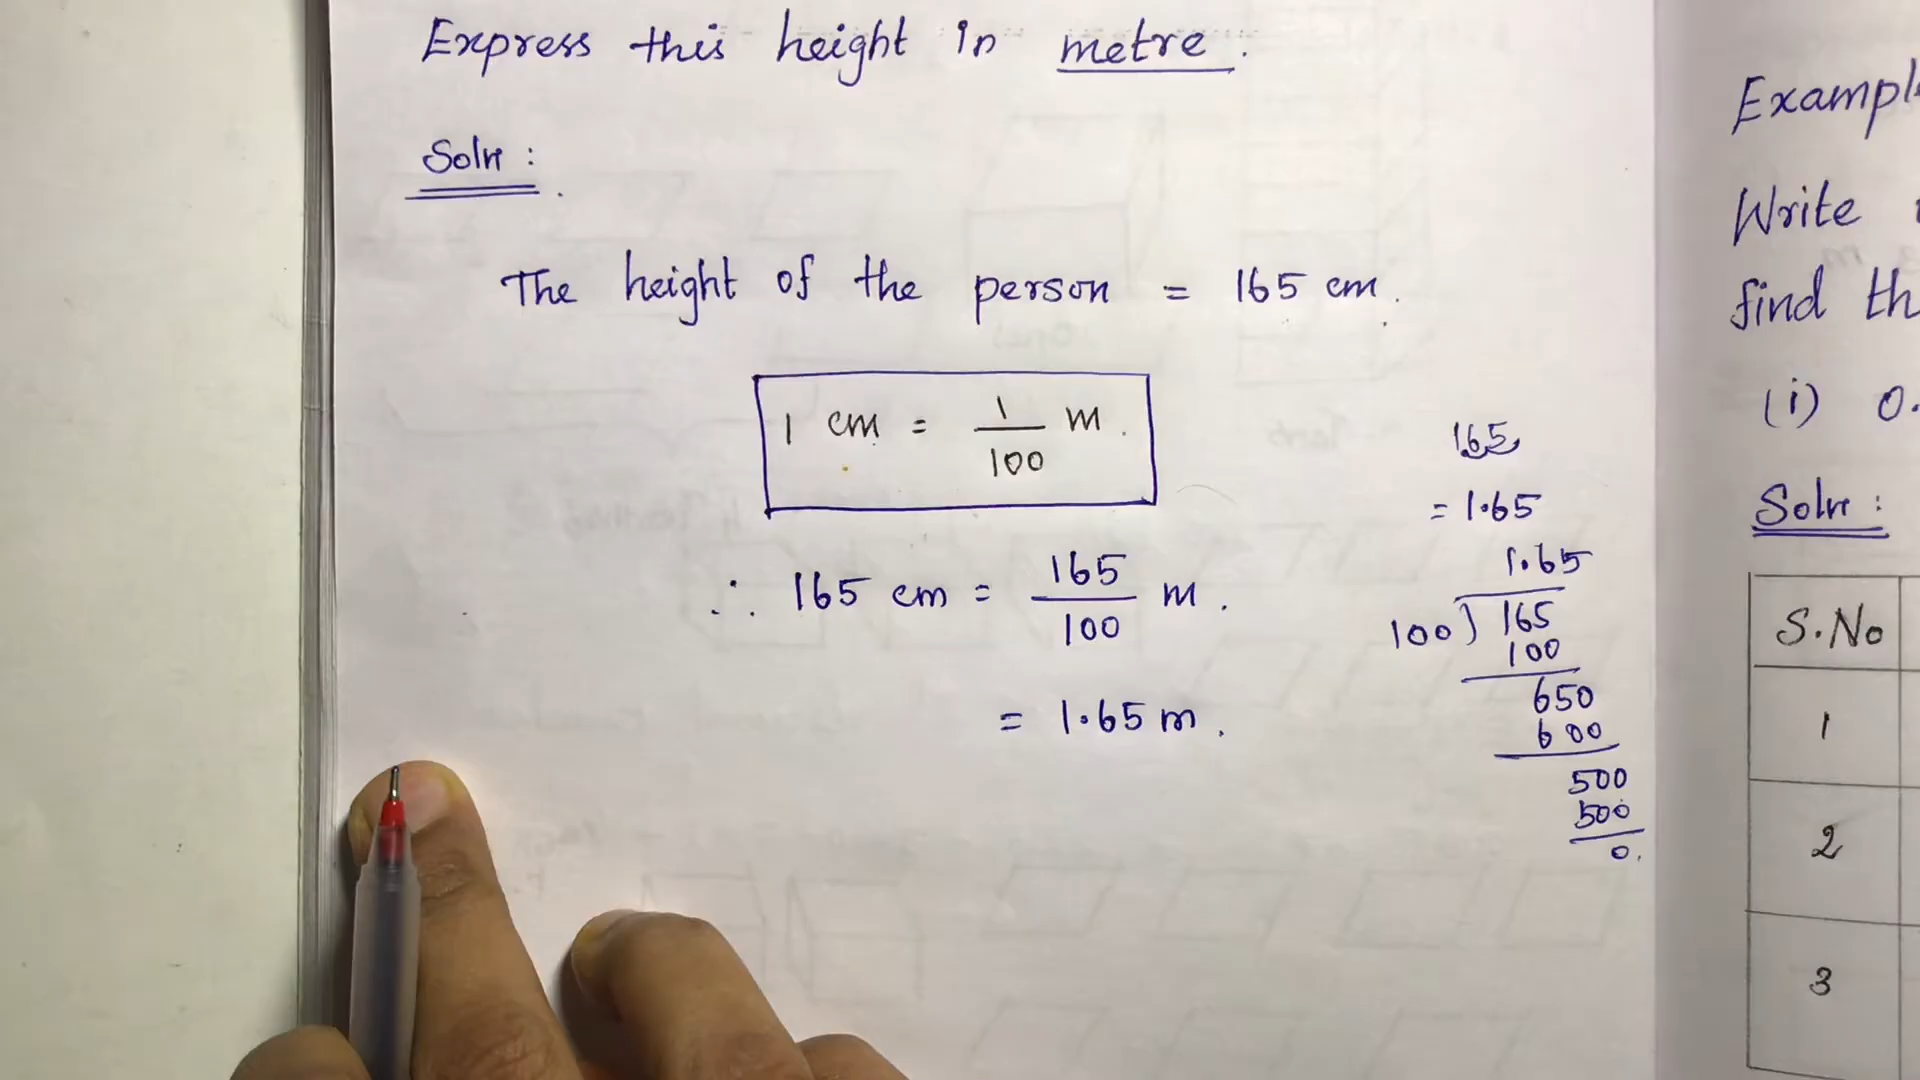 Express this height in metre.
Soln :
The height of the person = 165 cm.
1 cm = 1/100 m.
∴ 165 cm = 165/100 m.
= 1.65 m.
165
= 1.65
1.65
100) 165
100
650
600
500
500
0.
Write
find th
(i) 0.
Soln :
S.No
1
2
3